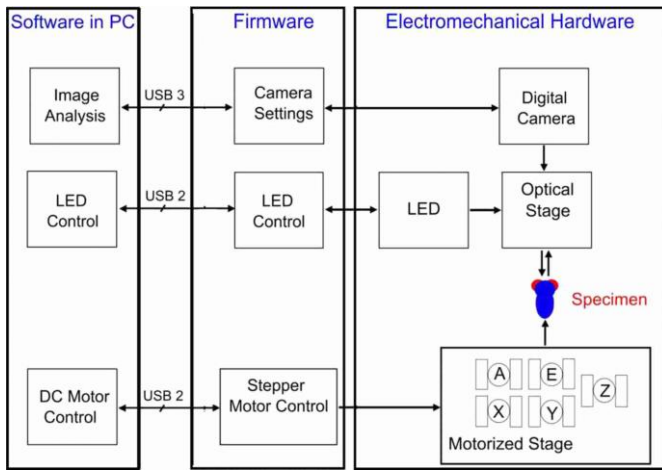 Software in PC
Firmware
Electromechanical Hardware
Image
Analysis
USB 3
Camera
Settings
Digital
Camera
LED
Control
USB 2
LED
Control
LED
Optical
Stage
Specimen
DC Motor
Control
USB 2
Stepper
Motor Control
A
E
Z
X
Y
Motorized Stage